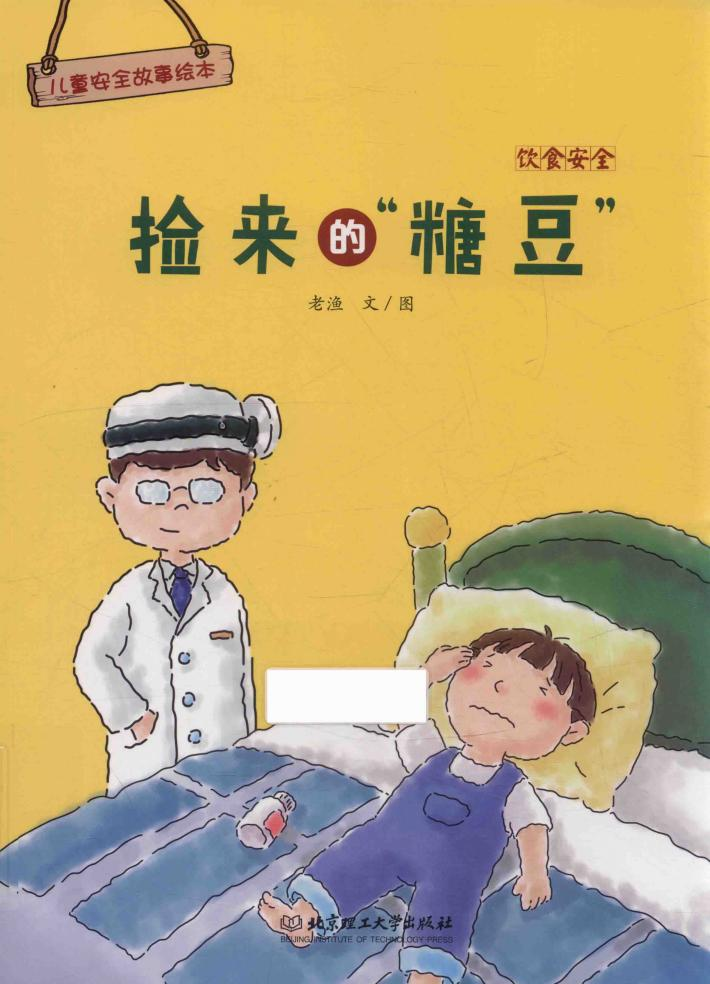 儿童安全故事绘本
饮食安全
捡来的“糖豆”
老渔 文/图
北京理工大学出版社
BEIJING INSTITUTE OF TECHNOLOGY PRESS